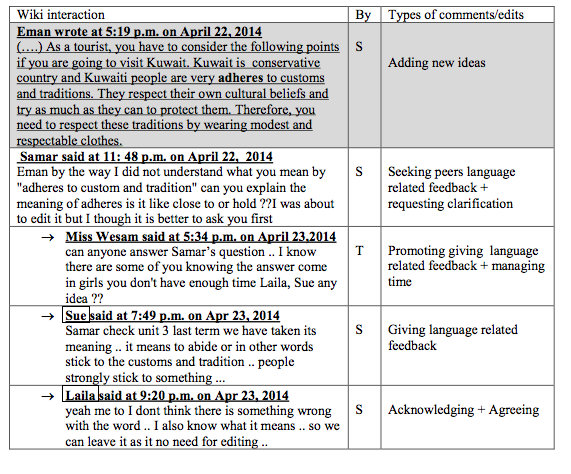 Wiki interaction By Types of comments/edits
Eman wrote at 5:19 p.m. on April 22, 2014
(....) As a tourist, you have to consider the following points
if you are going to visit Kuwait. Kuwait is conservative
country and Kuwaiti people are very adheres to customs
and traditions. They respect their own cultural beliefs and
try as much as they can to protect them. Therefore, you
need to respect these traditions by wearing modest and
respectable clothes.
S
Adding new ideas
Samar said at 11: 48 p.m. on April 22, 2014
Eman by the way I did not understand what you mean by
"adheres to custom and tradition" can you explain the
meaning of adheres is it like close to or hold ??I was about
to edit it but I though it is better to ask you first
S
Seeking peers language
related feedback +
requesting clarification
→ Miss Wesam said at 5:34 p.m. on April 23,2014
can anyone answer Samar's question .. I know
there are some of you knowing the answer come
in girls you don't have enough time Laila, Sue any
idea ??
T
Promoting giving language
related feedback + managing
time
→ Sue said at 7:49 p.m. on Apr 23, 2014
Samar check unit 3 last term we have taken its
meaning .. it means to abide or in other words
stick to the customs and tradition .. people
strongly stick to something ...
S
Giving language related
feedback
→ Laila said at 9:20 p.m. on Apr 23, 2014
yeah me to I dont think there is something wrong
with the word .. I also know what it means .. so we
can leave it as it no need for editing ..
S
Acknowledging + Agreeing